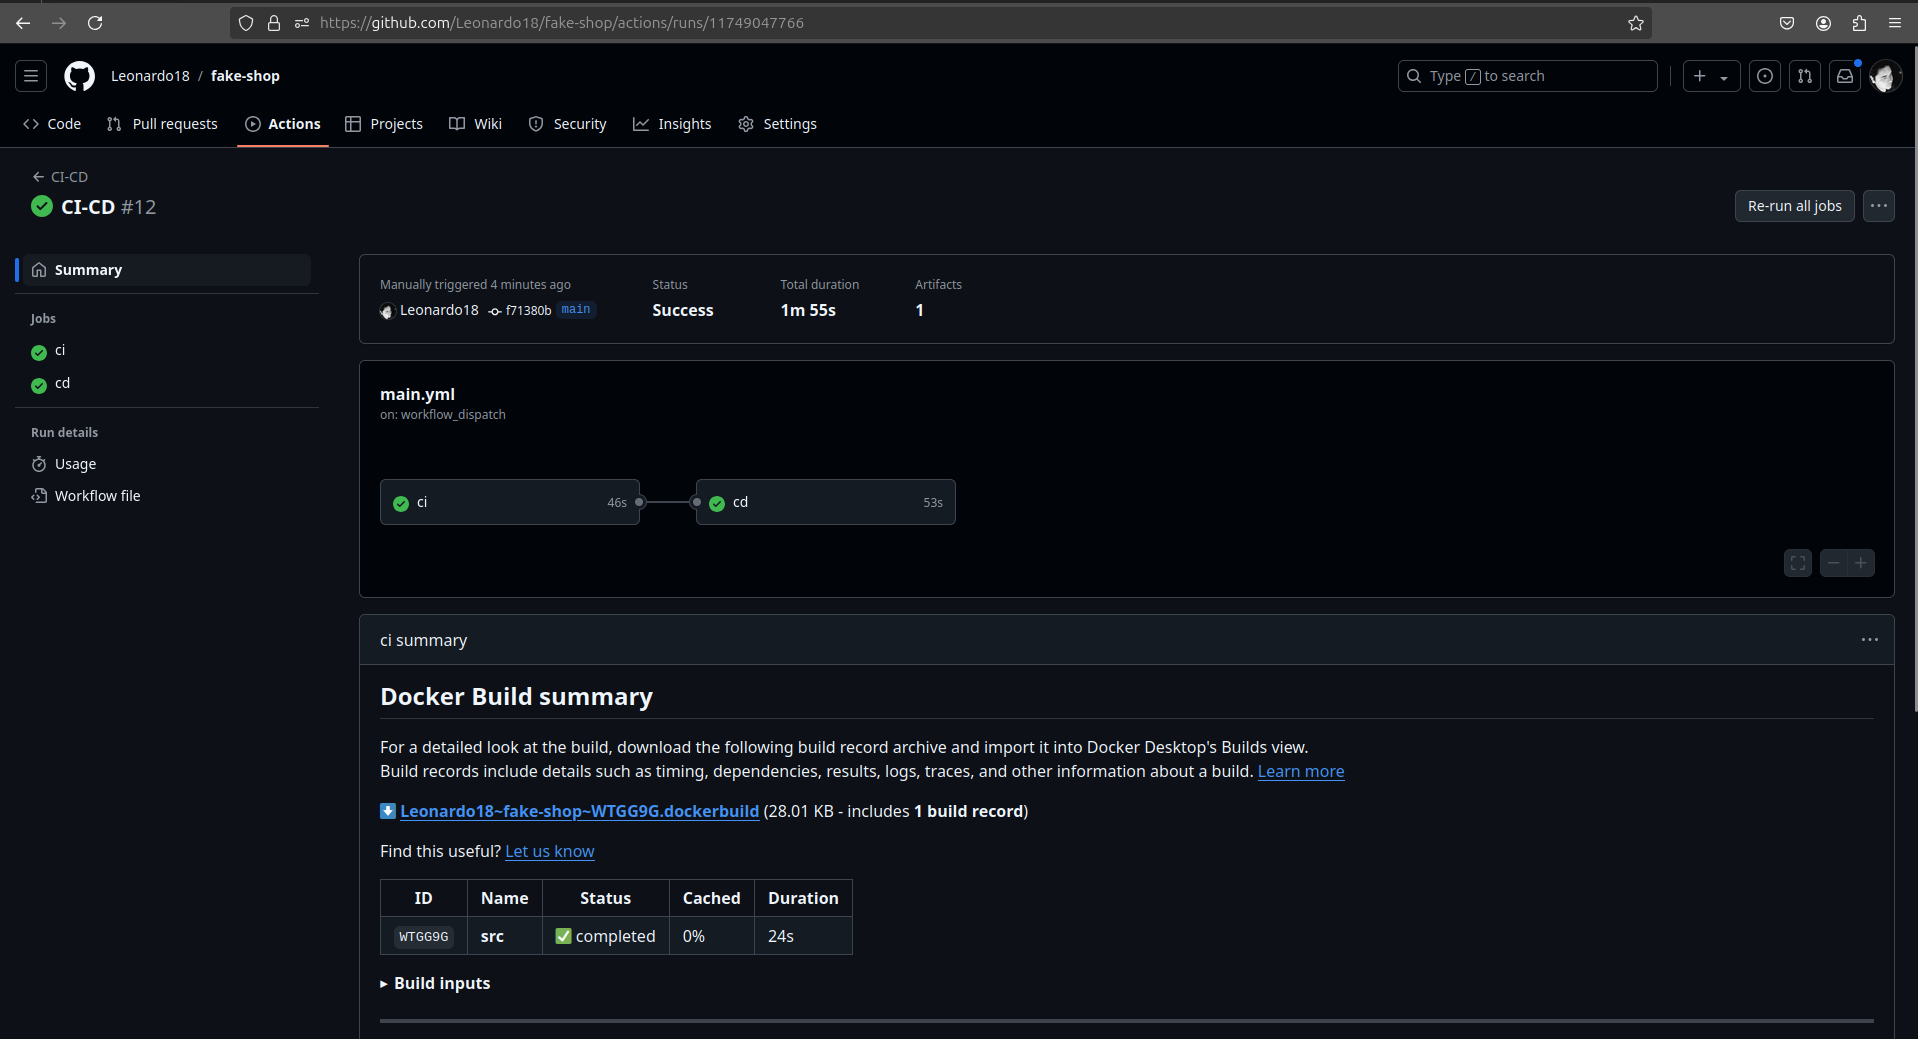 https://github.com/Leonardo18/fake-shop/actions/runs/11749047766
Leonardo18 / fake-shop
Type / to search
Code Pull requests Actions Projects Wiki Security Insights Settings
CI-CD
CI-CD #12
Re-run all jobs
Summary
Jobs
ci
cd
Run details
Usage
Workflow file
Manually triggered 4 minutes ago Status Total duration Artifacts
Leonardo18 f71380b main Success 1m 55s 1
main.yml
on: workflow_dispatch
ci 46s cd 53s
ci summary
Docker Build summary
For a detailed look at the build, download the following build record archive and import it into Docker Desktop's Builds view.
Build records include details such as timing, dependencies, results, logs, traces, and other information about a build. Learn more
Leonardo18~fake-shop~WTGG9G.dockerbuild (28.01 KB - includes 1 build record)
Find this useful? Let us know
ID Name Status Cached Duration
WTGG9G src ✅ completed 0% 24s
Build inputs